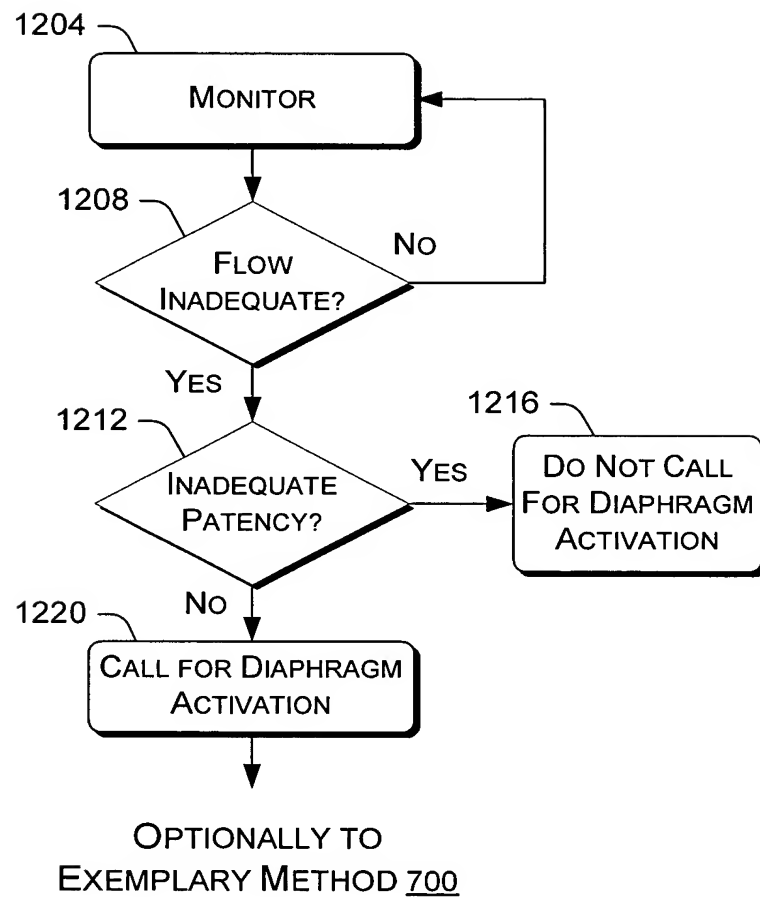 1204
MONITOR
1208
FLOW
INADEQUATE?
NO
YES
1212
INADEQUATE
PATENCY?
YES
1216
DO NOT CALL
FOR DIAPHRAGM
ACTIVATION
NO
1220
CALL FOR DIAPHRAGM
ACTIVATION
OPTIONALLY TO
EXEMPLARY METHOD 700